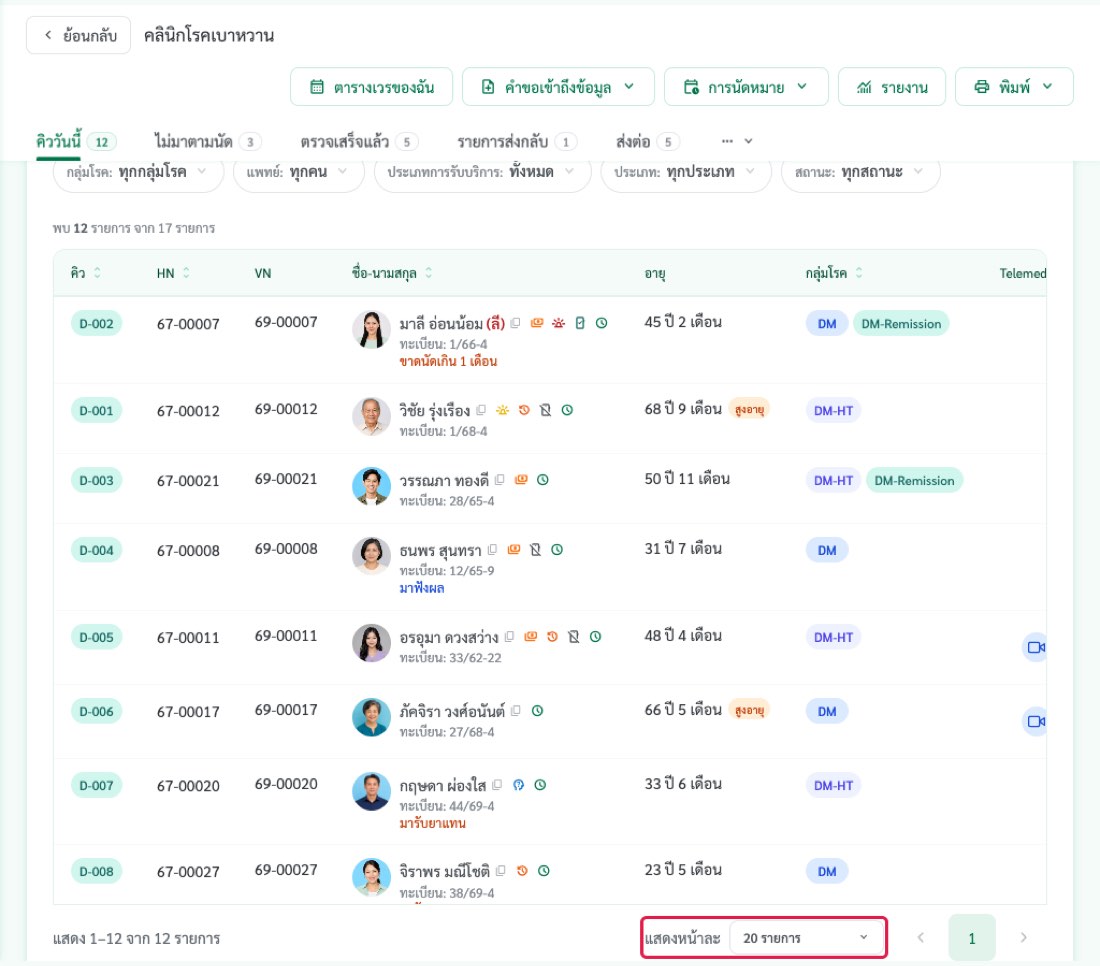 ย้อนกลับ คลินิกโรคเบาหวาน
ตารางเวรของฉัน คำขอเข้าถึงข้อมูล การนัดหมาย รายงาน พิมพ์
คิววันนี้ 12 ไม่มาตามนัด 3 ตรวจเสร็จแล้ว 5 รายการส่งกลับ 1 ส่งต่อ 5 ...
กลุ่มโรค: ทุกกลุ่มโรค แพทย์: ทุกคน ประเภทการรับบริการ: ทั้งหมด ประเภท: ทุกประเภท สถานะ: ทุกสถานะ
พบ 12 รายการ จาก 17 รายการ
คิว HN VN ชื่อ-นามสกุล อายุ กลุ่มโรค Telemed
D-002 67-00007 69-00007 มาลี อ่อนน้อม (ลี) 45 ปี 2 เดือน DM DM-Remission
ทะเบียน: 1/66-4
ขาดนัดเกิน 1 เดือน
D-001 67-00012 69-00012 วิชัย รุ่งเรือง 68 ปี 9 เดือน สูงอายุ DM-HT
ทะเบียน: 1/68-4
D-003 67-00021 69-00021 วรรณภา ทองดี 50 ปี 11 เดือน DM-HT DM-Remission
ทะเบียน: 28/65-4
D-004 67-00008 69-00008 ธนพร สุนทรา 31 ปี 7 เดือน DM
ทะเบียน: 12/65-9
มาฟังผล
D-005 67-00011 69-00011 อรอุมา ดวงสว่าง 48 ปี 4 เดือน DM-HT
ทะเบียน: 33/62-22
D-006 67-00017 69-00017 ภัคจิรา วงศ์อนันต์ 66 ปี 5 เดือน สูงอายุ DM
ทะเบียน: 27/68-4
D-007 67-00020 69-00020 กฤษดา ผ่องใส 33 ปี 6 เดือน DM-HT
ทะเบียน: 44/69-4
มารับยาแทน
D-008 67-00027 69-00027 จิราพร มณีโชติ 23 ปี 5 เดือน DM
ทะเบียน: 38/69-4
แสดง 1–12 จาก 12 รายการ แสดงหน้าละ 20 รายการ 1